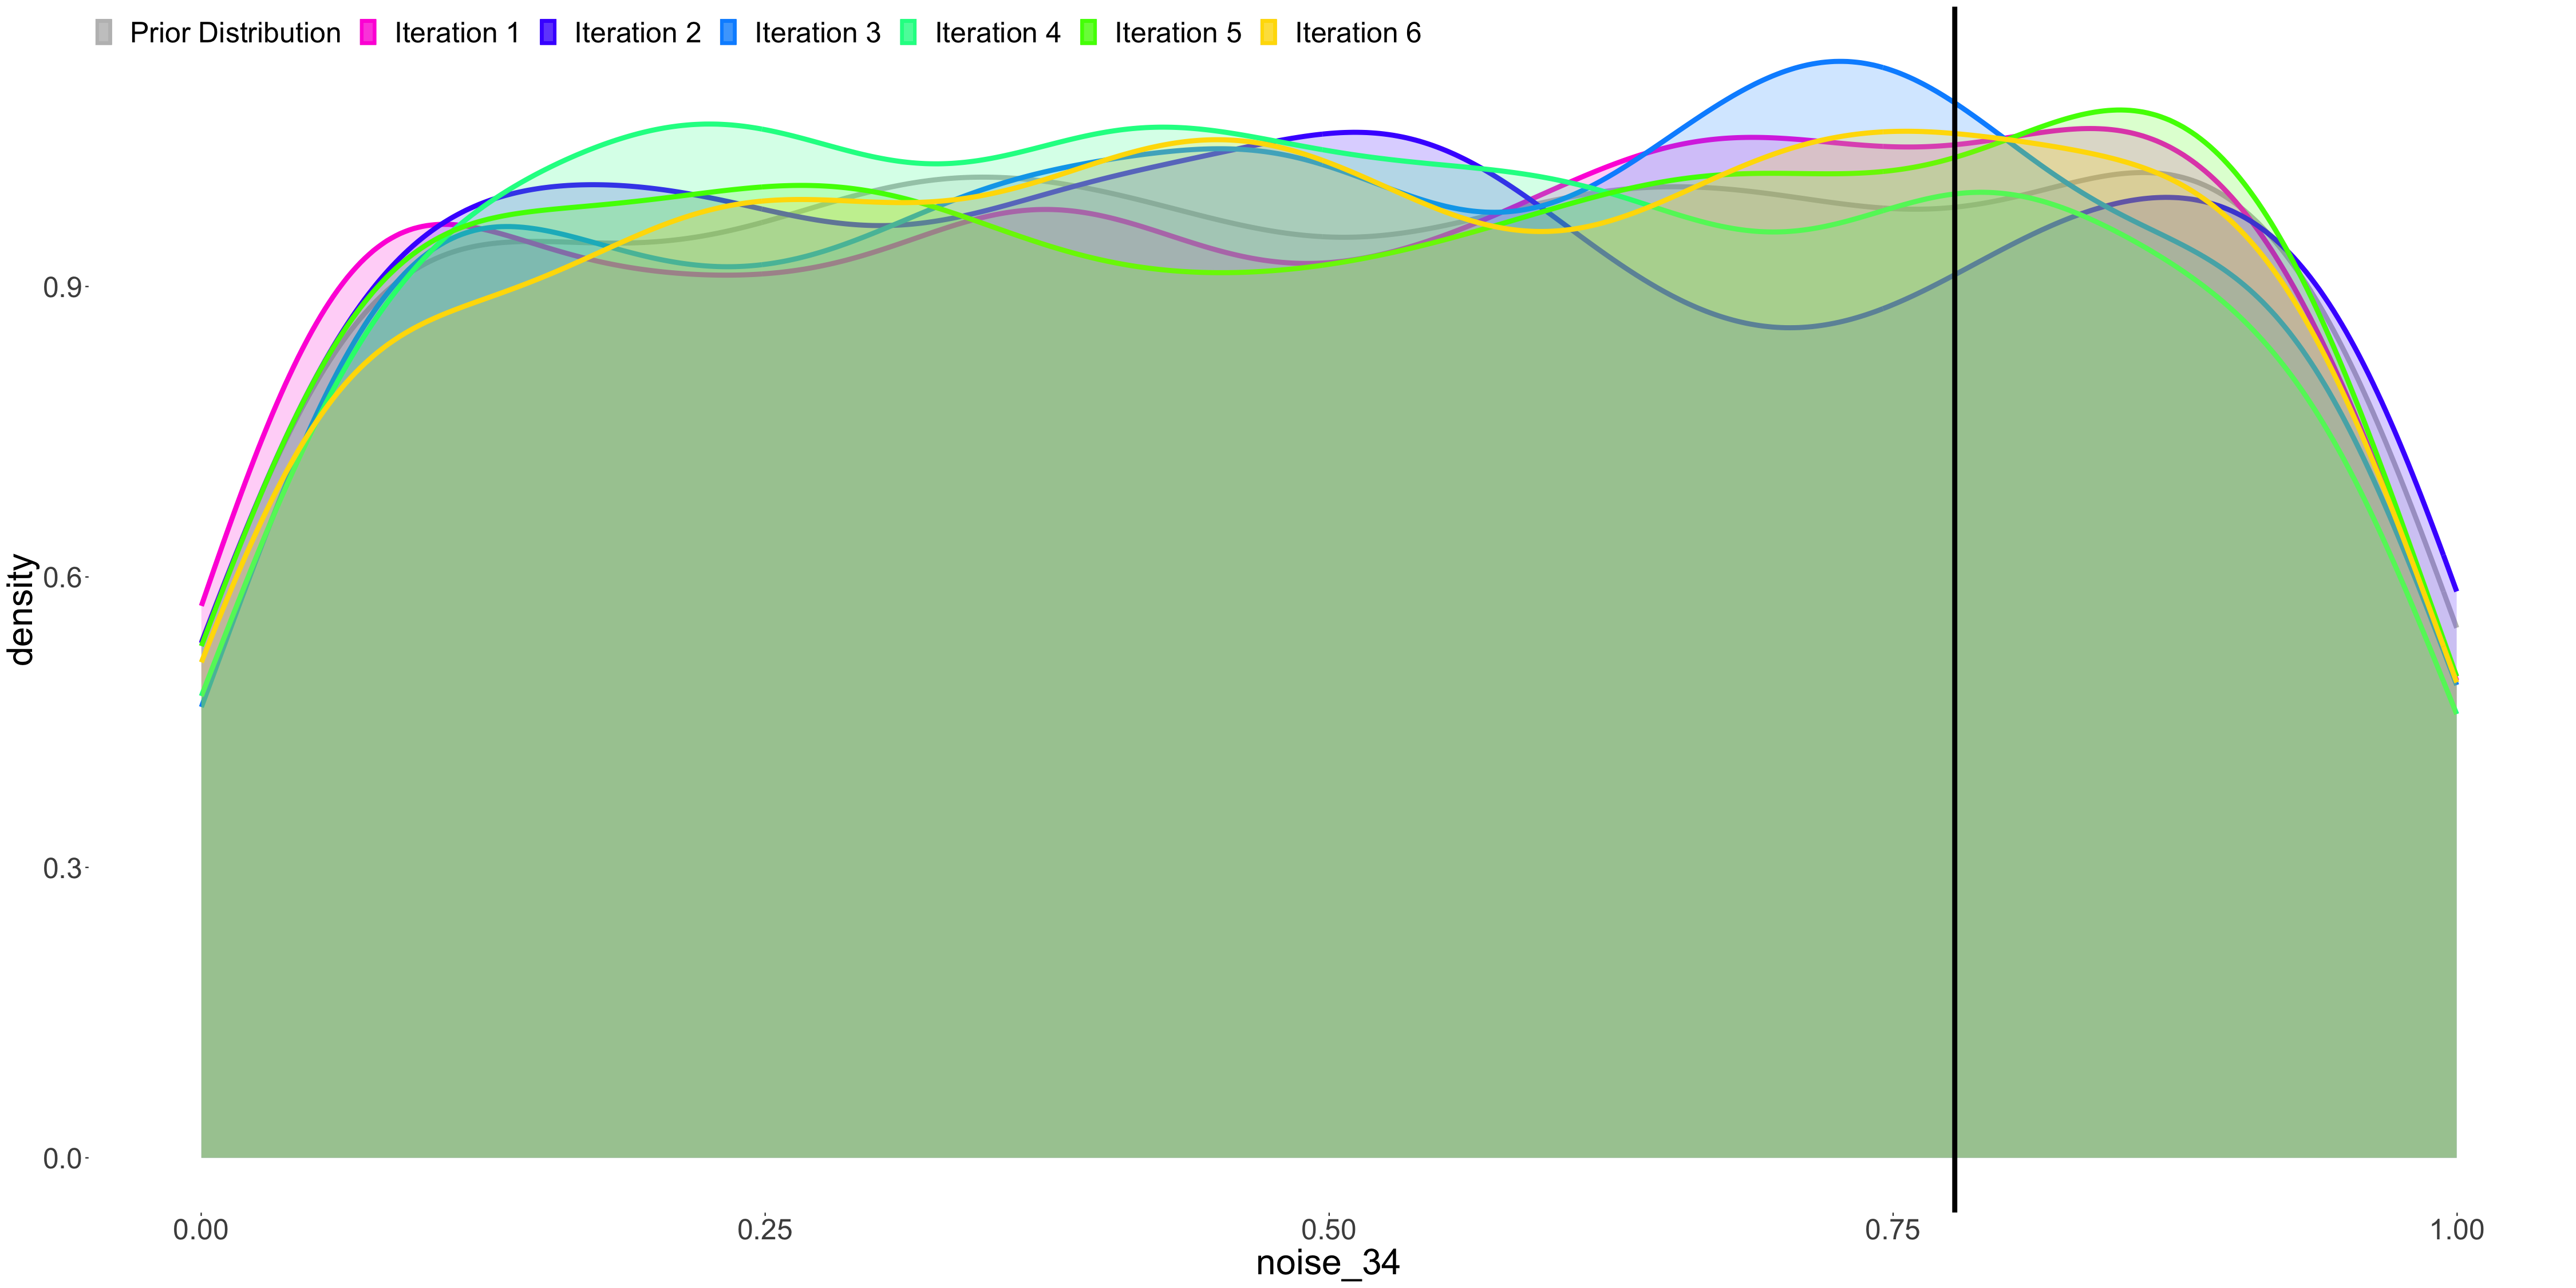 Prior Distribution Iteration 1 Iteration 2 Iteration 3 Iteration 4 Iteration 5 Iteration 6
density
0.9
0.6
0.3
0.0
0.00 0.25 0.50 0.75 1.00
noise_34